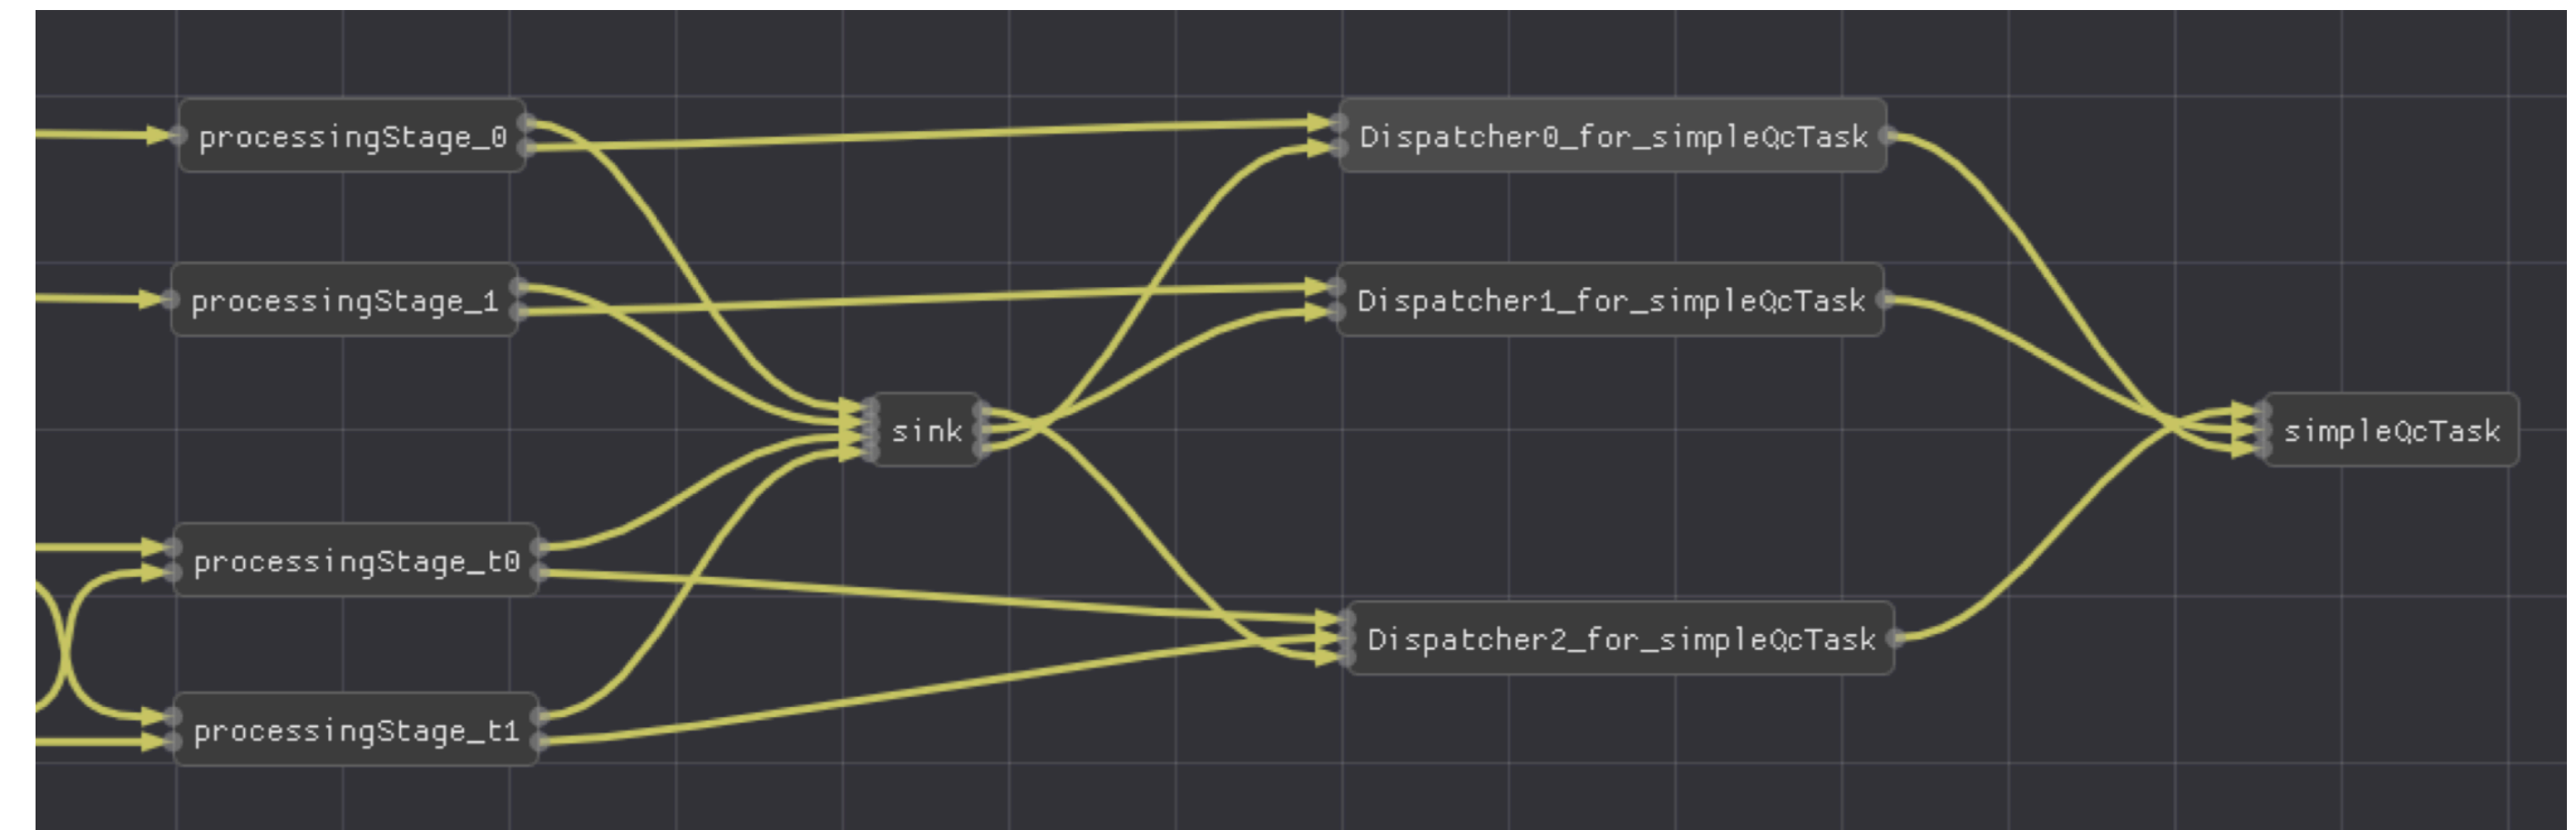 processingStage_0
Dispatcher0_for_simpleQcTask
processingStage_1
Dispatcher1_for_simpleQcTask
sink
simpleQcTask
processingStage_t0
Dispatcher2_for_simpleQcTask
processingStage_t1